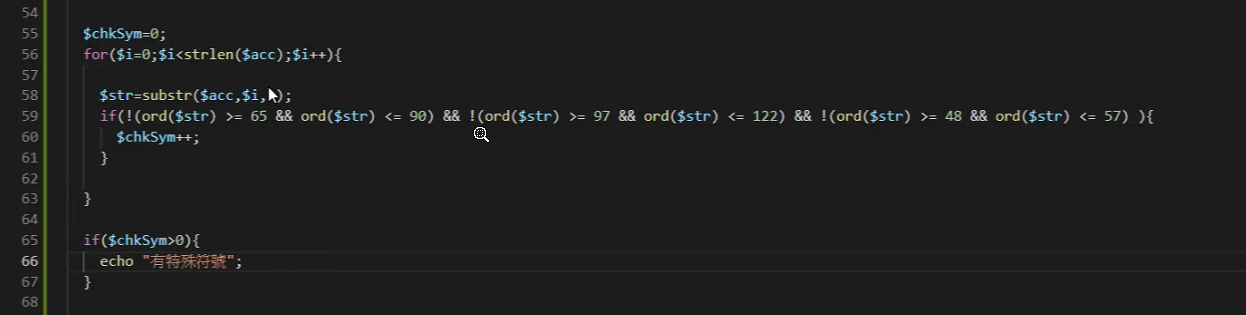 54
55 $chkSym=0;
56 for($i=0;$i<strlen($acc);$i++){
57
58 $str=substr($acc,$i, );
59 if(!(ord($str) >= 65 && ord($str) <= 90) && !(ord($str) >= 97 && ord($str) <= 122) && !(ord($str) >= 48 && ord($str) <= 57) ){
60 $chkSym++;
61 }
62
63 }
64
65 if($chkSym>0){
66 echo "有特殊符號";
67 }
68